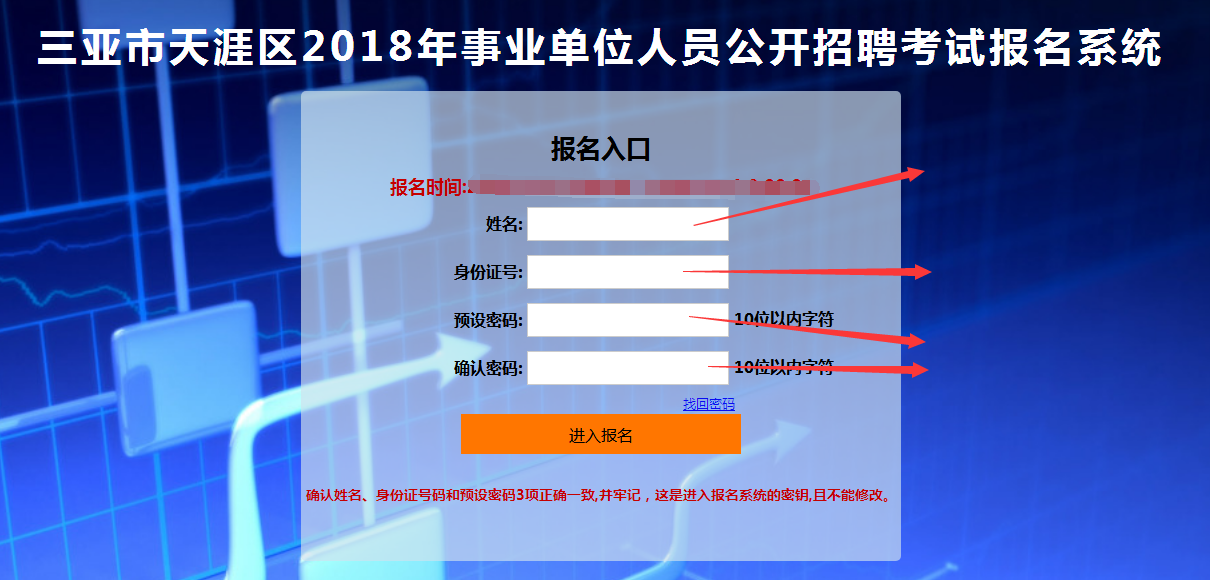 三亚市天涯区2018年事业单位人员公开招聘考试报名系统
报名入口
报名时间:
姓名:
身份证号:
预设密码: 10位以内字符
确认密码: 10位以内字符
找回密码
进入报名
确认姓名、身份证号码和预设密码3项正确一致,并牢记，这是进入报名系统的密钥,且不能修改。